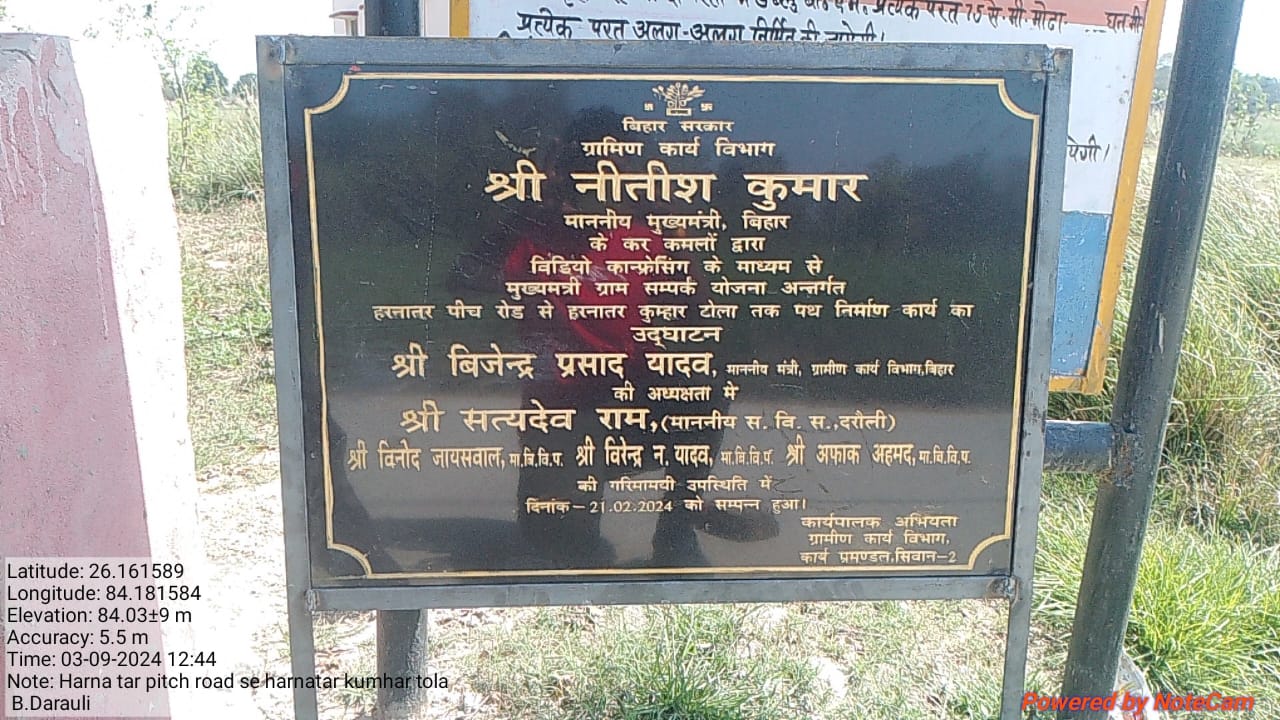 प्रत्येक परत 75 से.मी. मोटा
प्रत्येक परत अलग-अलग निर्मित की जायेगी।
येगी।
बिहार सरकार
ग्रामिण कार्य विभाग
श्री नीतीश कुमार
माननीय मुख्यमंत्री, बिहार
के कर कमलों द्वारा
विडियो कान्फ्रेसिंग के माध्यम से
मुख्यमंत्री ग्राम सम्पर्क योजना अन्तर्गत
हरनातर पीच रोड से हरनातर कुम्हार टोला तक पथ निर्माण कार्य का
उद्घाटन
श्री बिजेन्द्र प्रसाद यादव, माननीय मंत्री, ग्रामीण कार्य विभाग,बिहार
की अध्यक्षता में
श्री सत्यदेव राम,(माननीय स. वि. स.,दरौली)
श्री विनोद जायसवाल, मा.बि.वि.प. श्री विरेन्द्र न. यादव, मा.बि.वि.प. श्री अफाक अहमद, मा.बि.वि.प.
की गरिमामयी उपस्थिति में
दिनांक – 21.02.2024 को सम्पन्न हुआ।
कार्यपालक अभियंता
ग्रामीण कार्य विभाग,
कार्य प्रमण्डल,सिवान–2
Latitude: 26.161589
Longitude: 84.181584
Elevation: 84.03±9 m
Accuracy: 5.5 m
Time: 03-09-2024 12:44
Note: Harna tar pitch road se harnatar kumhar tola
B.Darauli
Powered by NoteCam